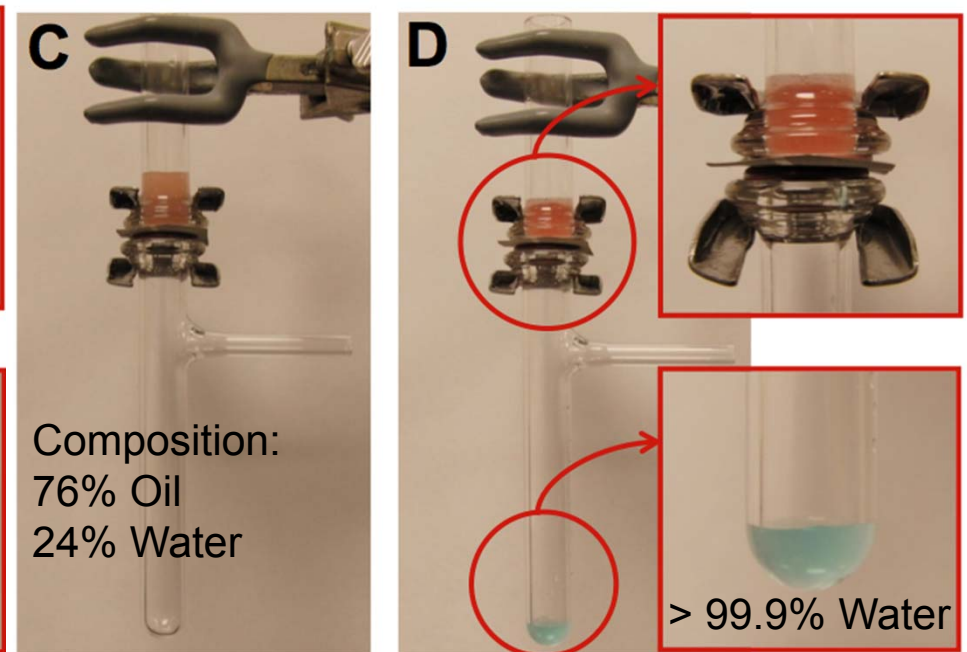 C
D
Composition:
76% Oil
24% Water
> 99.9% Water